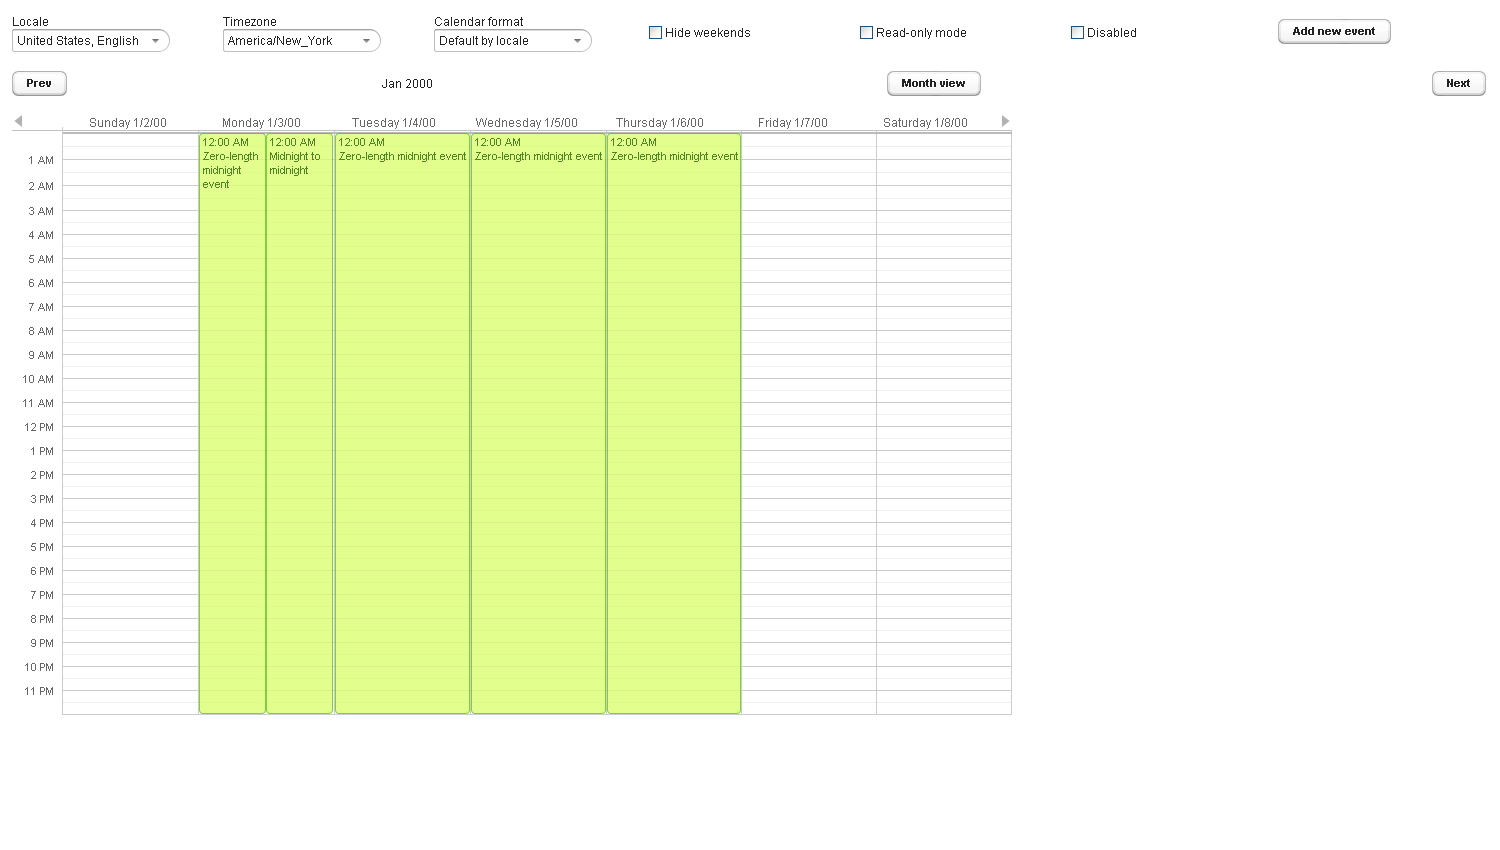 Locale
Timezone
Calendar format
United States, English
America/New_York
Default by locale
Hide weekends
Read-only mode
Disabled
Add new event
Prev
Jan 2000
Month view
Next
Sunday 1/2/00
Monday 1/3/00
Tuesday 1/4/00
Wednesday 1/5/00
Thursday 1/6/00
Friday 1/7/00
Saturday 1/8/00
12:00 AM
Zero-length
midnight
event
12:00 AM
Midnight to
midnight
12:00 AM
Zero-length midnight event
12:00 AM
Zero-length midnight event
12:00 AM
Zero-length midnight event
1 AM
2 AM
3 AM
4 AM
5 AM
6 AM
7 AM
8 AM
9 AM
10 AM
11 AM
12 PM
1 PM
2 PM
3 PM
4 PM
5 PM
6 PM
7 PM
8 PM
9 PM
10 PM
11 PM